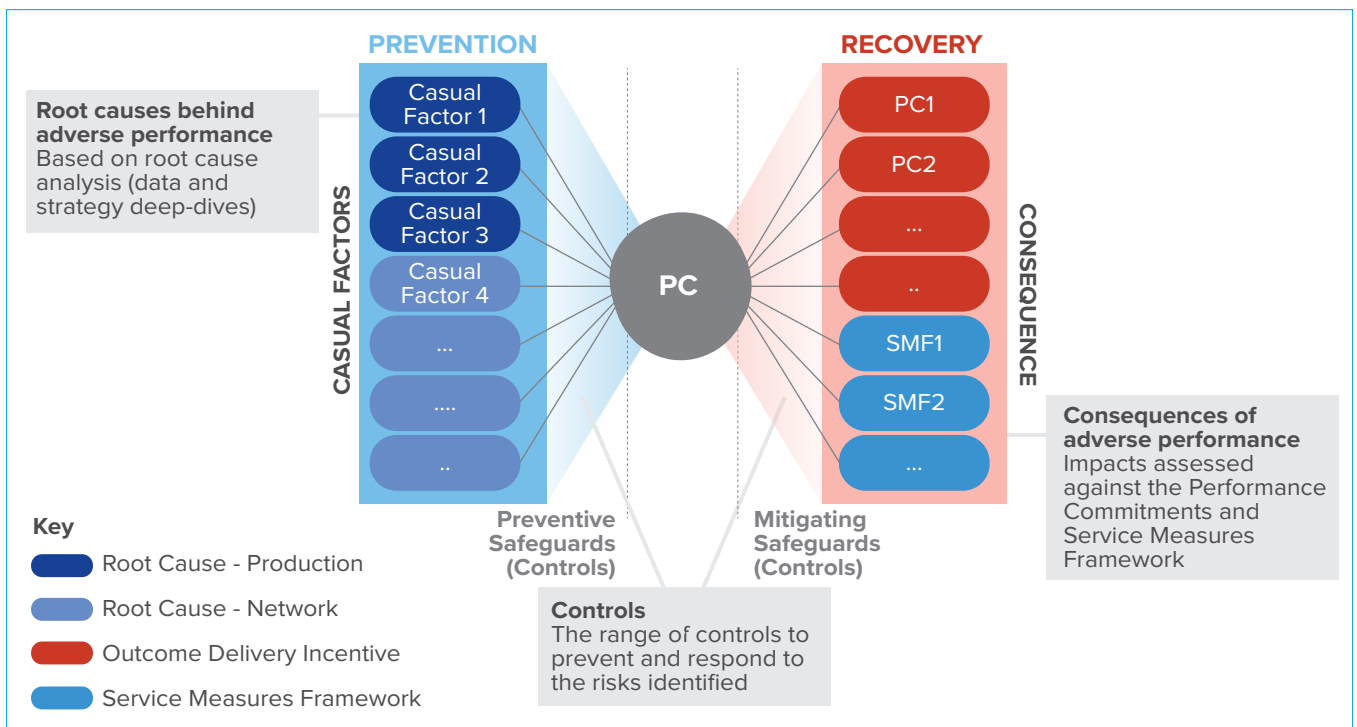 PREVENTION
RECOVERY
Root causes behind
adverse performance
Based on root cause
analysis (data and
strategy deep-dives)
CASUAL FACTORS
Casual
Factor 1
Casual
Factor 2
Casual
Factor 3
Casual
Factor 4
...
....
..
PC
PC1
PC2
...
..
SMF1
SMF2
...
CONSEQUENCE
Consequences of
adverse performance
Impacts assessed
against the Performance
Commitments and
Service Measures
Framework
Preventive
Safeguards
(Controls)
Mitigating
Safeguards
(Controls)
Controls
The range of controls to
prevent and respond to
the risks identified
Key
Root Cause - Production
Root Cause - Network
Outcome Delivery Incentive
Service Measures Framework